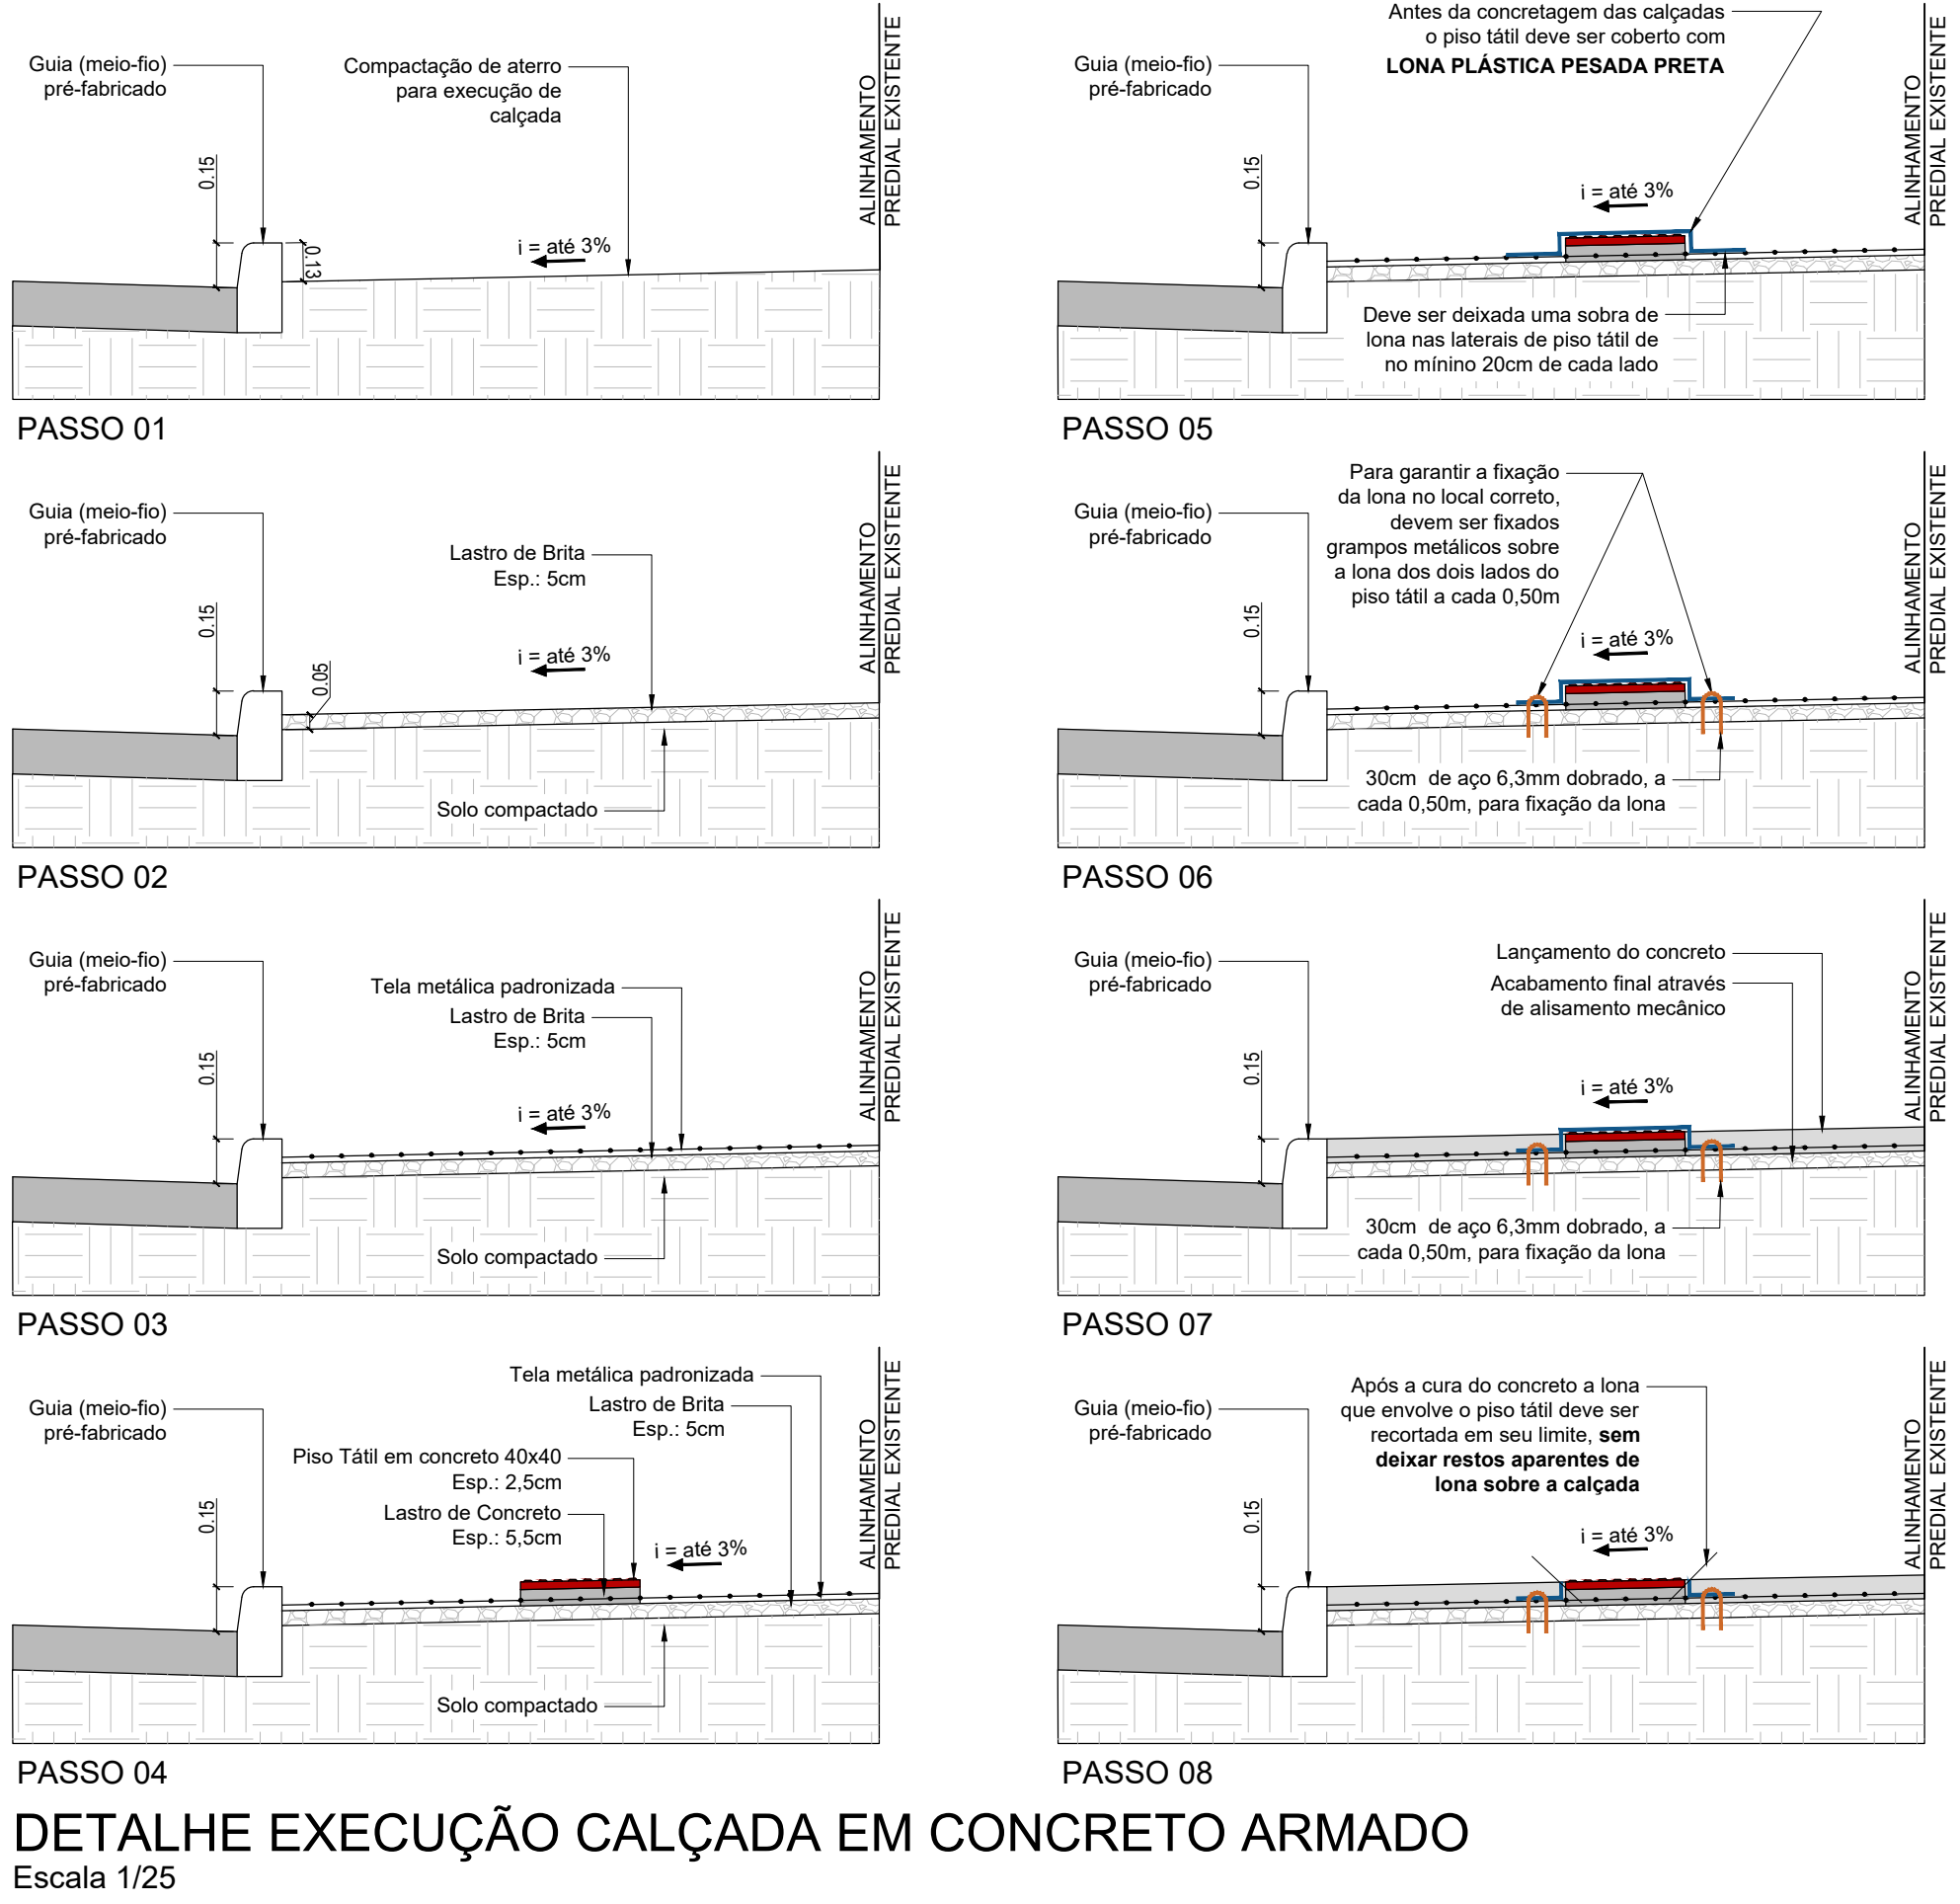 Guia (meio-fio)
pré-fabricado
Compactação de aterro
para execução de
calçada
0.15
0.13
i = até 3%
ALINHAMENTO
PREDIAL EXISTENTE
PASSO 01
Guia (meio-fio)
pré-fabricado
Lastro de Brita
Esp.: 5cm
0.15
0.05
i = até 3%
Solo compactado
ALINHAMENTO
PREDIAL EXISTENTE
PASSO 02
Guia (meio-fio)
pré-fabricado
Tela metálica padronizada
Lastro de Brita
Esp.: 5cm
0.15
i = até 3%
Solo compactado
ALINHAMENTO
PREDIAL EXISTENTE
PASSO 03
Guia (meio-fio)
pré-fabricado
Tela metálica padronizada
Lastro de Brita
Esp.: 5cm
Piso Tátil em concreto 40x40
Esp.: 2,5cm
Lastro de Concreto
Esp.: 5,5cm
0.15
i = até 3%
Solo compactado
ALINHAMENTO
PREDIAL EXISTENTE
PASSO 04
Antes da concretagem das calçadas
o piso tátil deve ser coberto com
LONA PLÁSTICA PESADA PRETA
Guia (meio-fio)
pré-fabricado
0.15
i = até 3%
Deve ser deixada uma sobra de
lona nas laterais de piso tátil de
no mínino 20cm de cada lado
ALINHAMENTO
PREDIAL EXISTENTE
PASSO 05
Para garantir a fixação
da lona no local correto,
devem ser fixados
grampos metálicos sobre
a lona dos dois lados do
piso tátil a cada 0,50m
Guia (meio-fio)
pré-fabricado
0.15
i = até 3%
30cm  de aço 6,3mm dobrado, a
cada 0,50m, para fixação da lona
ALINHAMENTO
PREDIAL EXISTENTE
PASSO 06
Guia (meio-fio)
pré-fabricado
Lançamento do concreto
Acabamento final através
de alisamento mecânico
0.15
i = até 3%
30cm  de aço 6,3mm dobrado, a
cada 0,50m, para fixação da lona
ALINHAMENTO
PREDIAL EXISTENTE
PASSO 07
Guia (meio-fio)
pré-fabricado
Após a cura do concreto a lona
que envolve o piso tátil deve ser
recortada em seu limite, sem
deixar restos aparentes de
lona sobre a calçada
0.15
i = até 3%
ALINHAMENTO
PREDIAL EXISTENTE
PASSO 08
DETALHE EXECUÇÃO CALÇADA EM CONCRETO ARMADO
Escala 1/25